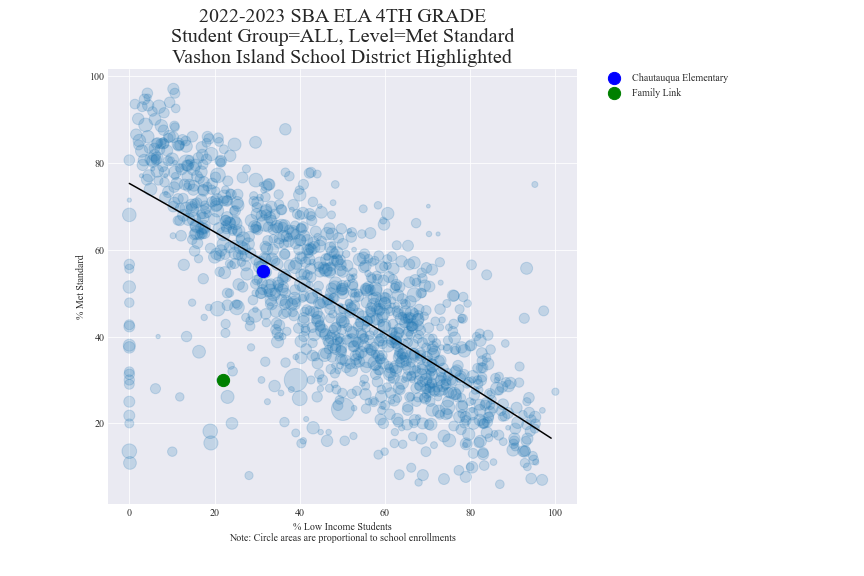 2022-2023 SBA ELA 4TH GRADE
Student Group=ALL, Level=Met Standard
Vashon Island School District Highlighted
Chautauqua Elementary
Family Link
% Met Standard
100
80
60
40
20
0 20 40 60 80 100
% Low Income Students
Note: Circle areas are proportional to school enrollments